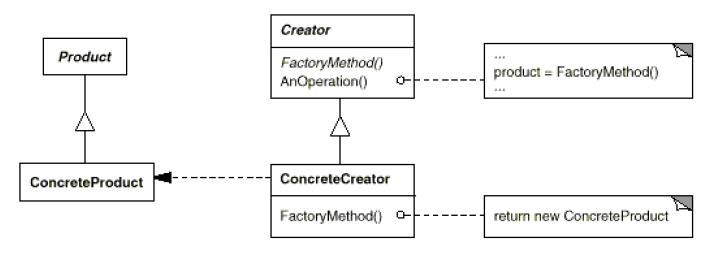 Product
ConcreteProduct
Creator
FactoryMethod()
AnOperation()
...
product = FactoryMethod()
...
ConcreteCreator
FactoryMethod()
return new ConcreteProduct